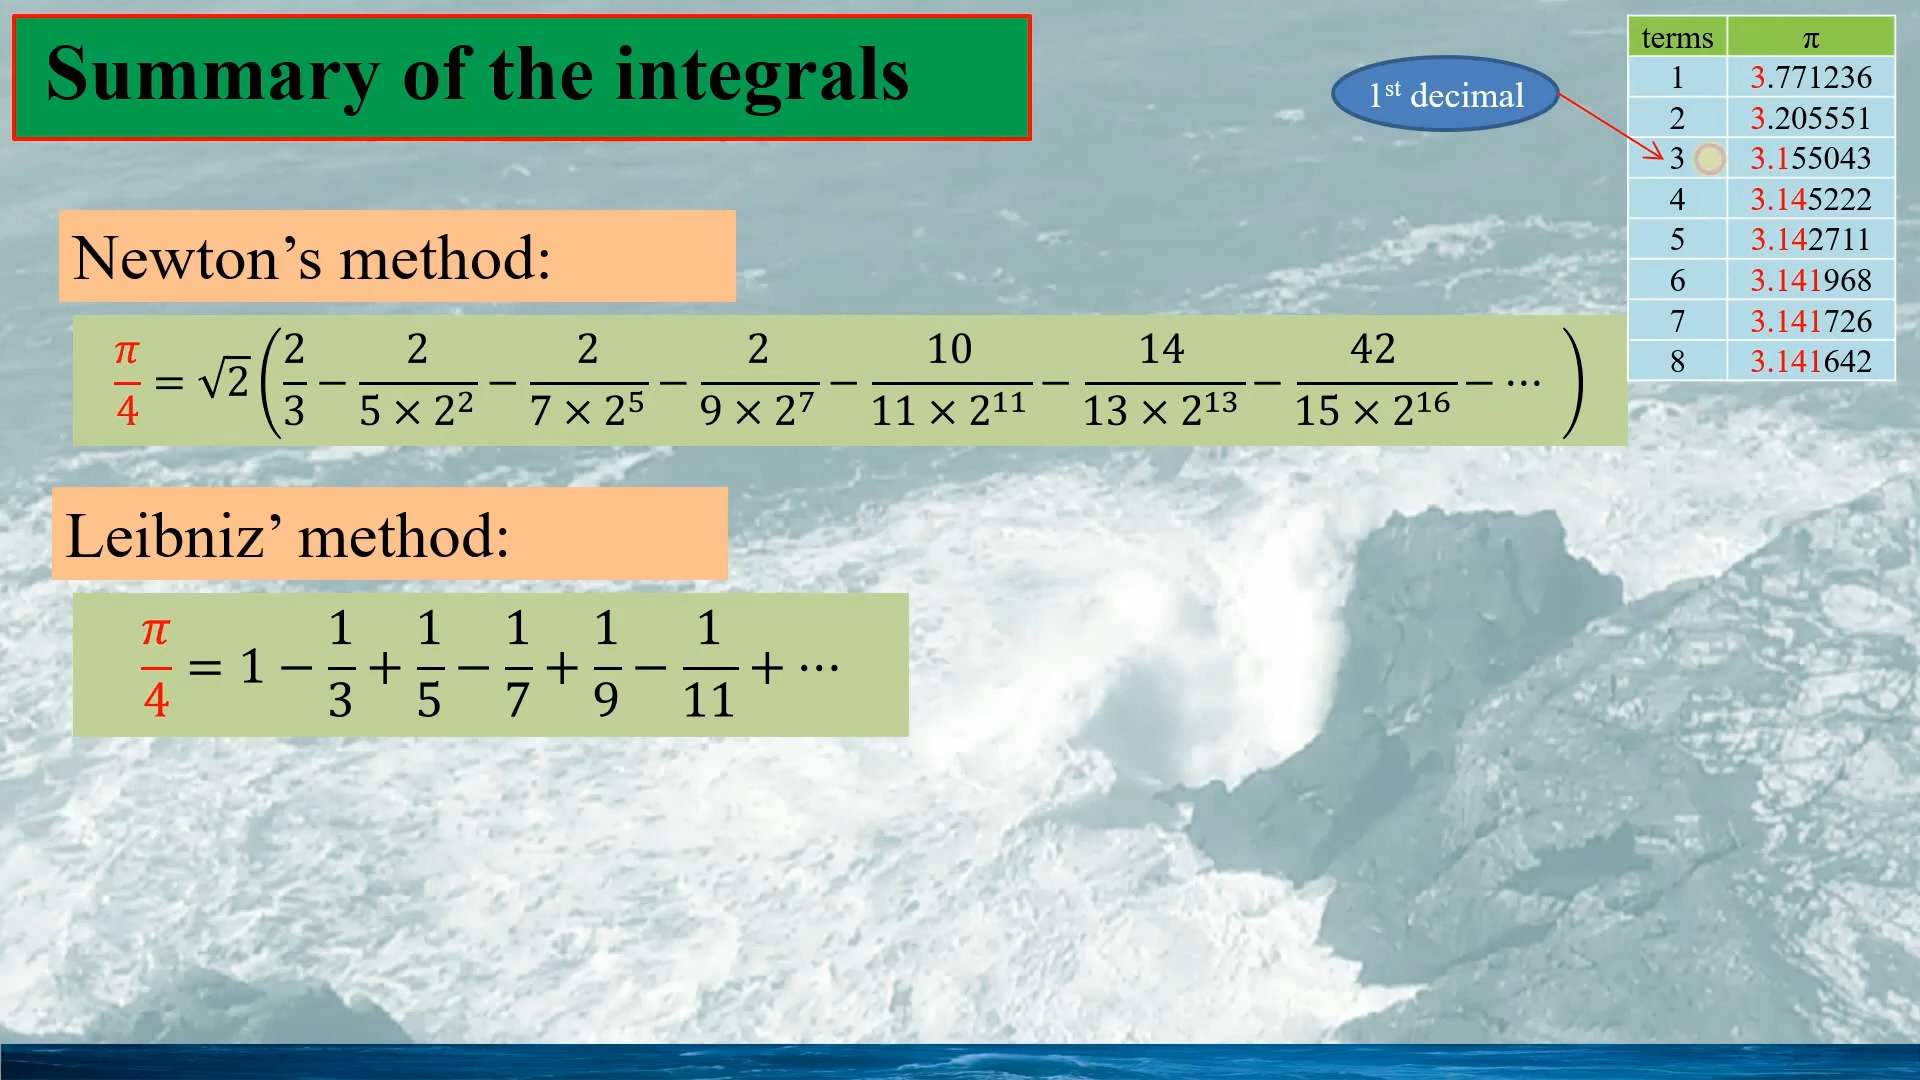 Summary of the integrals
1st decimal
terms π
1 3.771236
2 3.205551
3 3.155043
4 3.145222
5 3.142711
6 3.141968
7 3.141726
8 3.141642
Newton’s method:
π/4 = √2(2/3 − 2/(5 × 2²) − 2/(7 × 2⁵) − 2/(9 × 2⁷) − 10/(11 × 2¹¹) − 14/(13 × 2¹³) − 42/(15 × 2¹⁶) − ⋯)
Leibniz’ method:
π/4 = 1 − 1/3 + 1/5 − 1/7 + 1/9 − 1/11 + ⋯